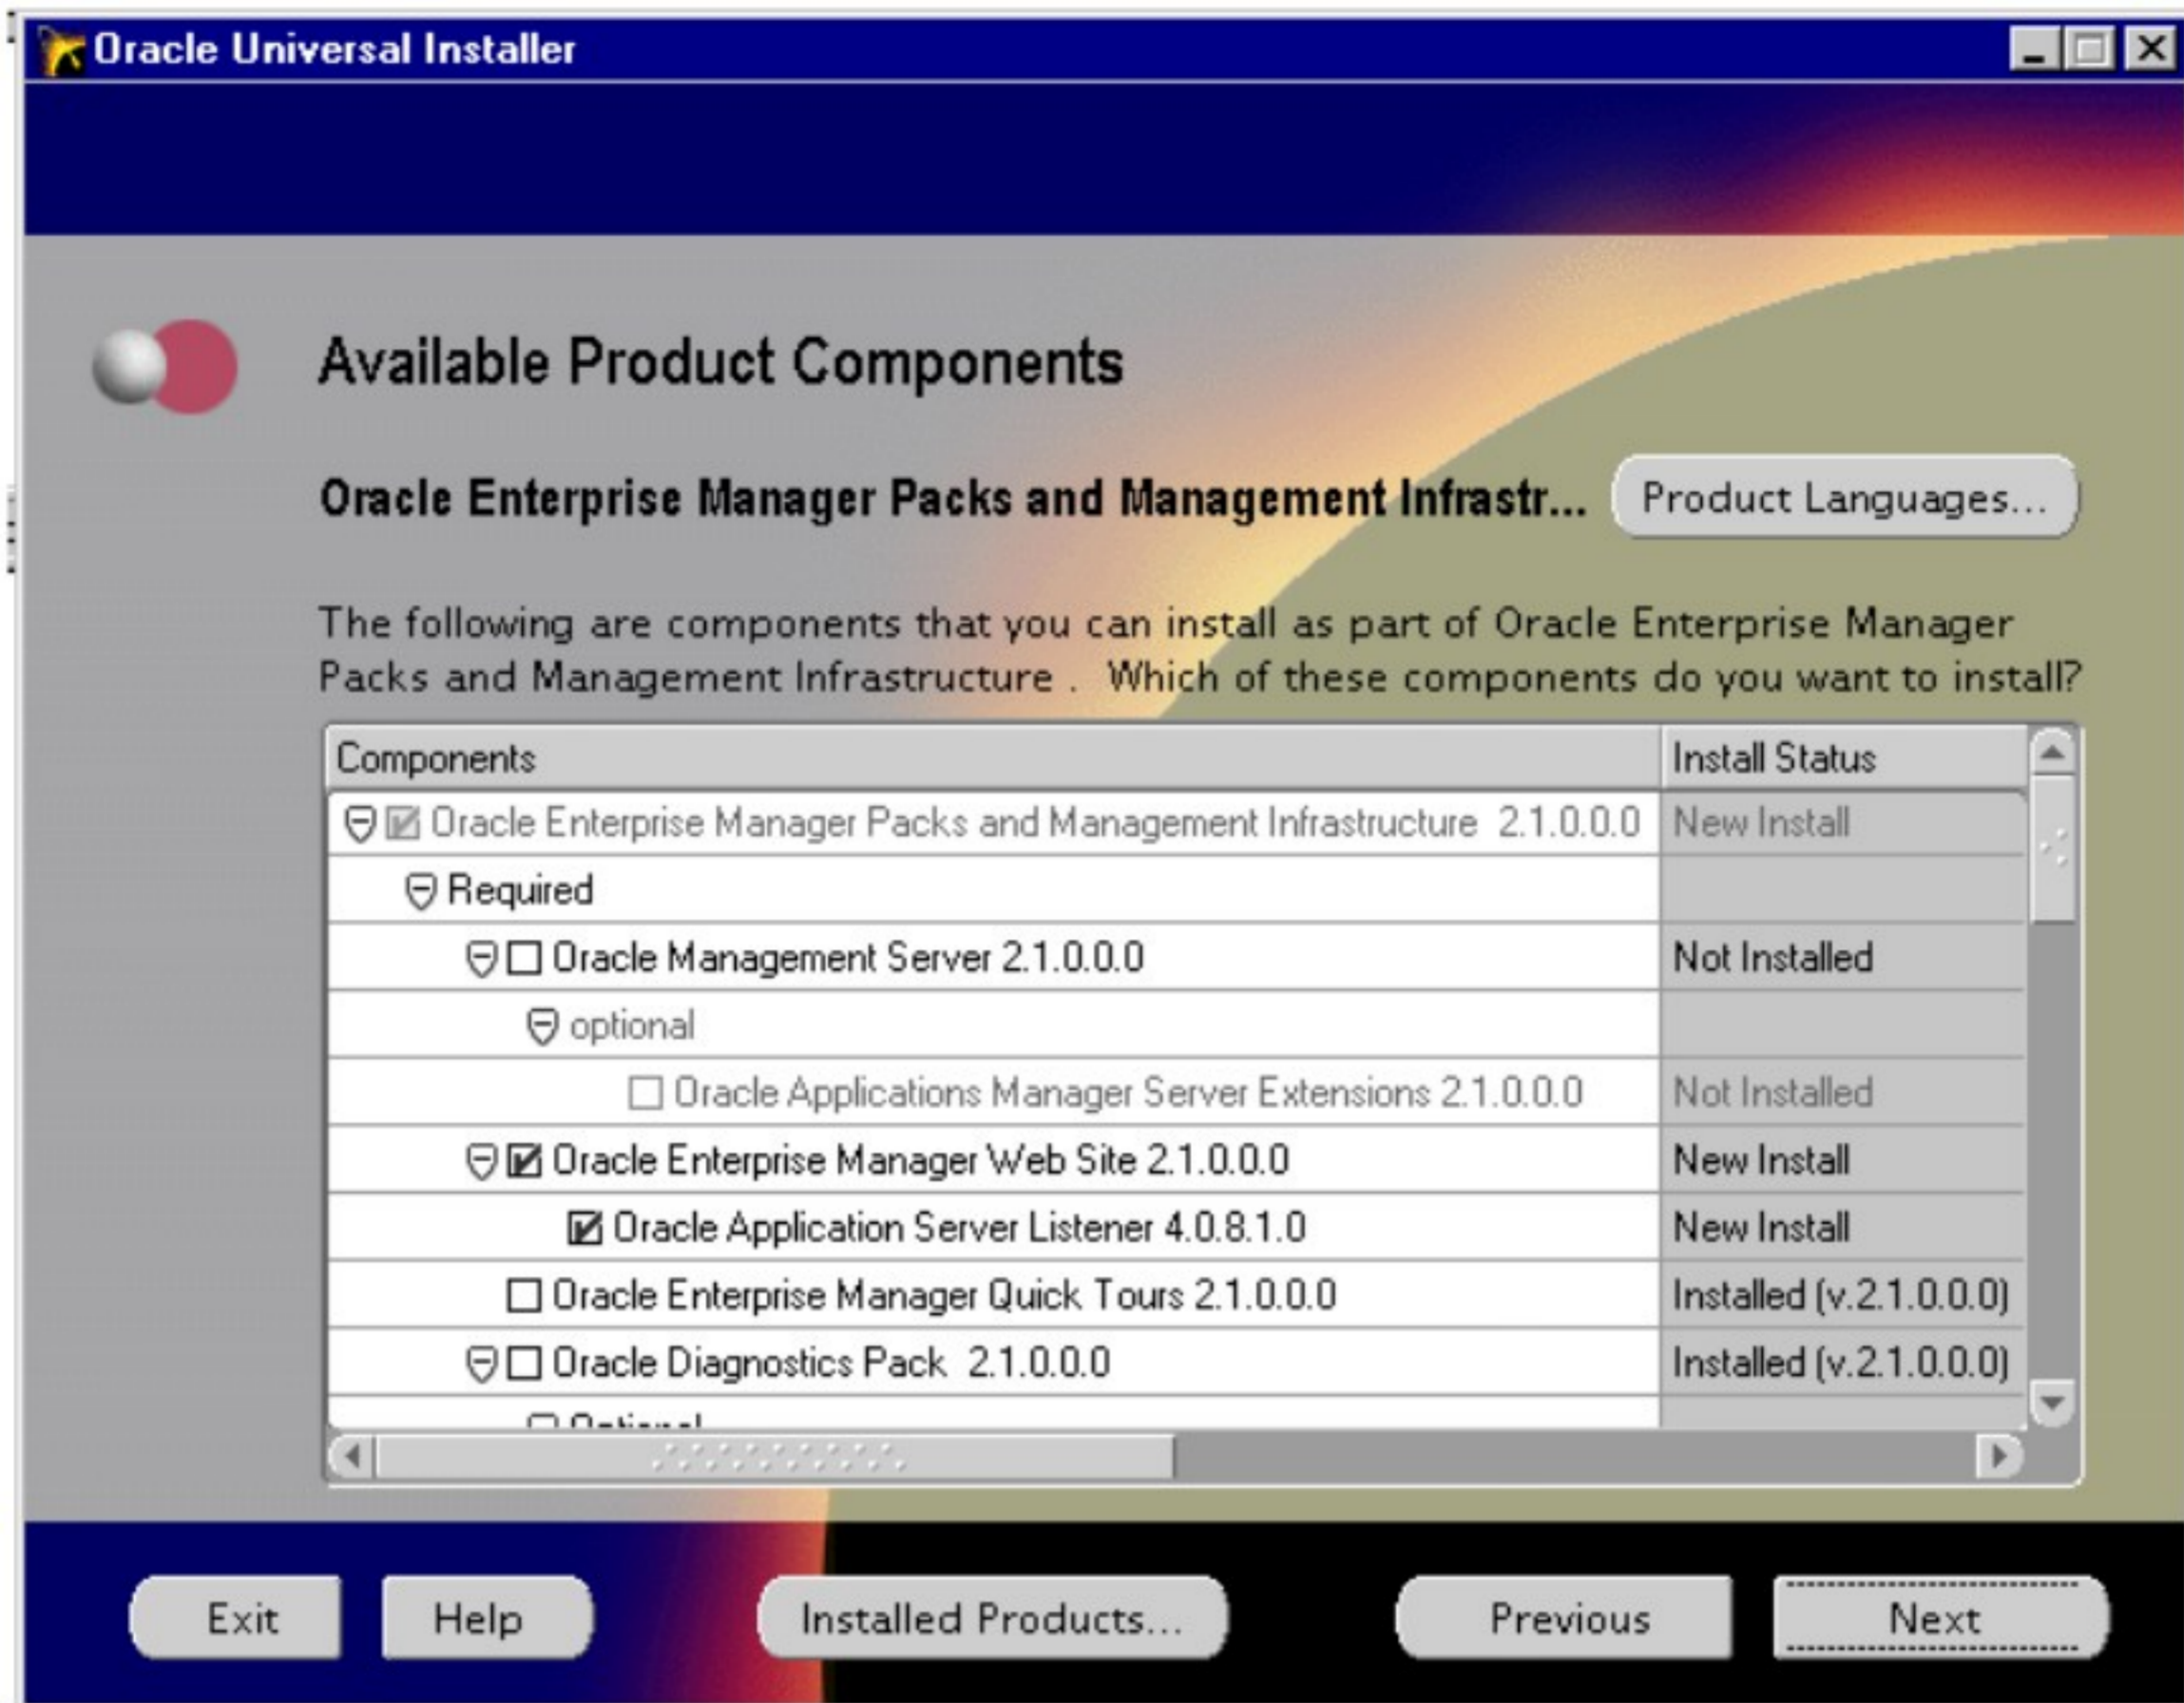 Oracle Universal Installer
Available Product Components
Oracle Enterprise Manager Packs and Management Infrastr...
Product Languages...
The following are components that you can install as part of Oracle Enterprise Manager
Packs and Management Infrastructure .  Which of these components do you want to install?
Components Install Status
Oracle Enterprise Manager Packs and Management Infrastructure 2.1.0.0.0 New Install
Required
Oracle Management Server 2.1.0.0.0 Not Installed
optional
Oracle Applications Manager Server Extensions 2.1.0.0.0 Not Installed
Oracle Enterprise Manager Web Site 2.1.0.0.0 New Install
Oracle Application Server Listener 4.0.8.1.0 New Install
Oracle Enterprise Manager Quick Tours 2.1.0.0.0 Installed (v.2.1.0.0.0)
Oracle Diagnostics Pack 2.1.0.0.0 Installed (v.2.1.0.0.0)
Optional
Exit Help Installed Products... Previous Next